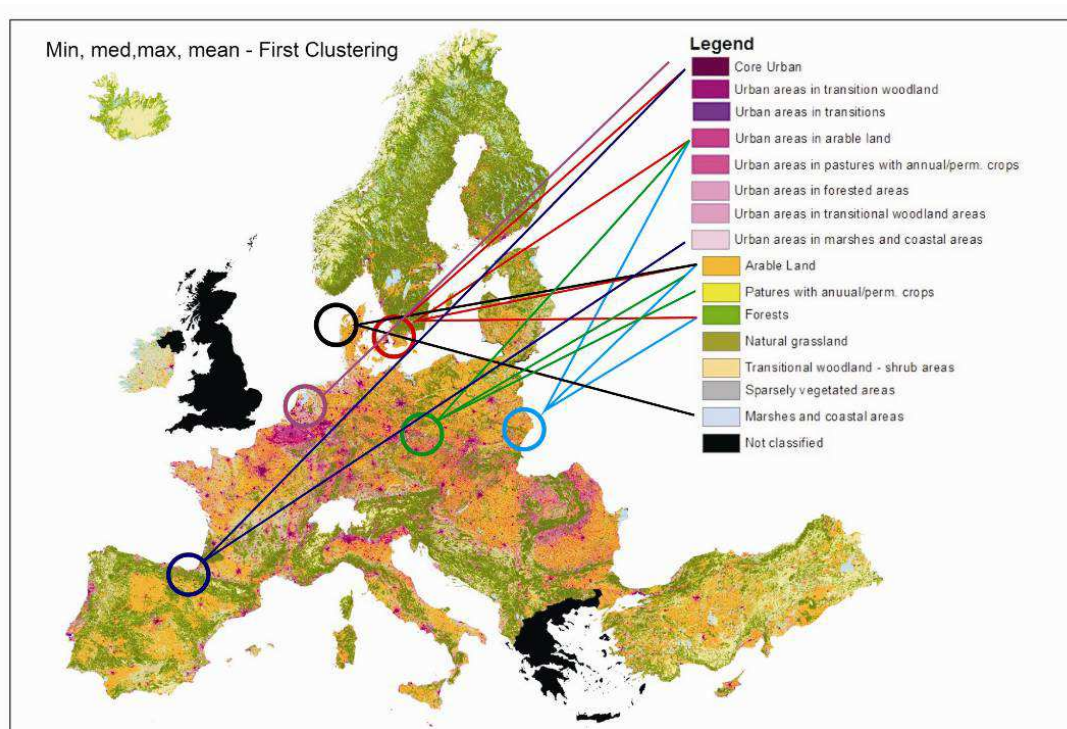 Min, med,max, mean - First Clustering
Legend
Core Urban
Urban areas in transition woodland
Urban areas in transitions
Urban areas in arable land
Urban areas in pastures with annual/perm. crops
Urban areas in forested areas
Urban areas in transitional woodland areas
Urban areas in marshes and coastal areas
Arable Land
Patures with anuual/perm. crops
Forests
Natural grassland
Transitional woodland - shrub areas
Sparsely vegetated areas
Marshes and coastal areas
Not classified